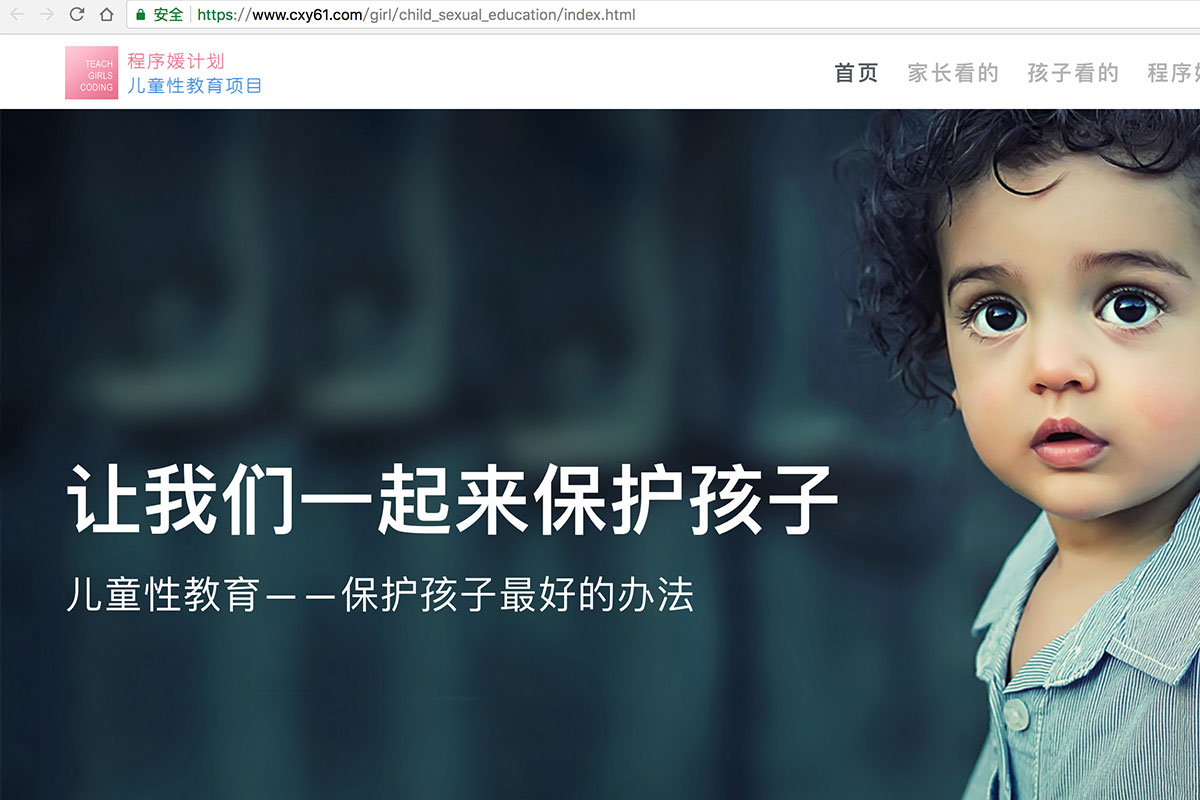 安全
https://www.cxy61.com/girl/child_sexual_education/index.html
TEACH
GIRLS
CODING
程序媛计划
儿童性教育项目
首页 家长看的 孩子看的 程序
让我们一起来保护孩子
儿童性教育——保护孩子最好的办法